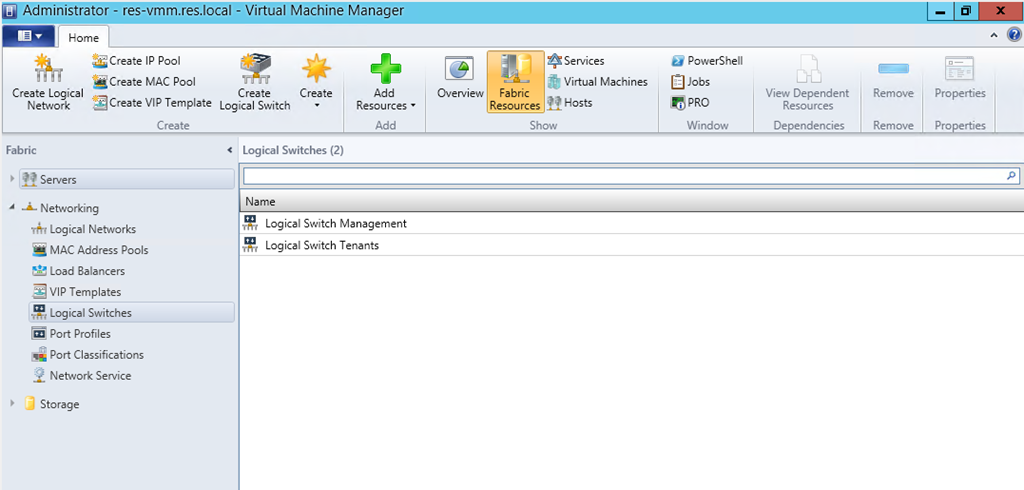 Administrator - res-vmm.res.local - Virtual Machine Manager
Home
Create Logical Network
Create IP Pool
Create MAC Pool
Create VIP Template
Create Logical Switch
Create
Create
Add Resources
Add
Overview
Fabric Resources
Services
Virtual Machines
Hosts
Show
PowerShell
Jobs
PRO
Window
View Dependent Resources
Dependencies
Remove
Remove
Properties
Properties
Fabric
Servers
Networking
Logical Networks
MAC Address Pools
Load Balancers
VIP Templates
Logical Switches
Port Profiles
Port Classifications
Network Service
Storage
Logical Switches (2)
Name
Logical Switch Management
Logical Switch Tenants